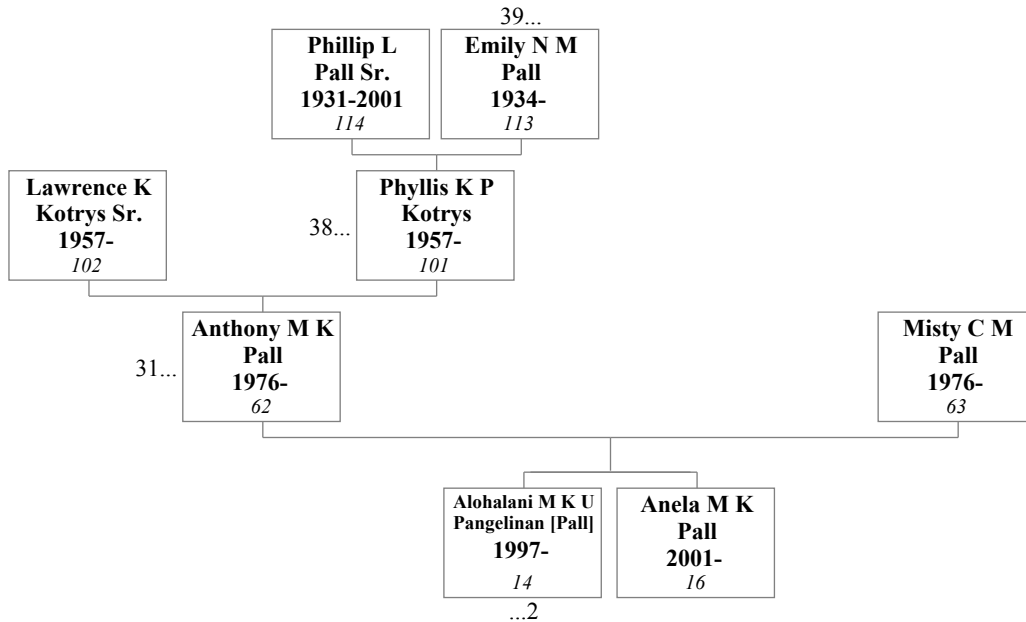 39...
Phillip L
Pall Sr.
1931-2001
114
Emily N M
Pall
1934-
113
Lawrence K
Kotrys Sr.
1957-
102
38...
Phyllis K P
Kotrys
1957-
101
31...
Anthony M K
Pall
1976-
62
Misty C M
Pall
1976-
63
Alohalani M K U
Pangelinan [Pall]
1997-
14
Anela M K
Pall
2001-
16
...2